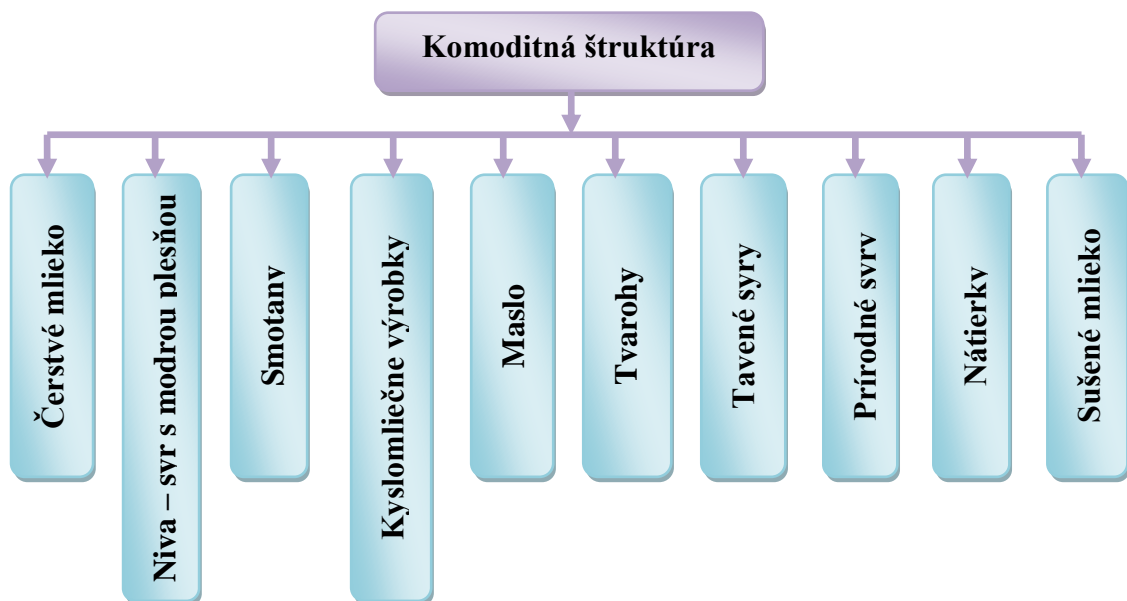 Komoditná štruktúra
Čerstvé mlieko
Niva – syr s modrou plesňou
Smotany
Kyslomliečne výrobky
Maslo
Tvarohy
Tavené syry
Prírodné syry
Nátierky
Sušené mlieko